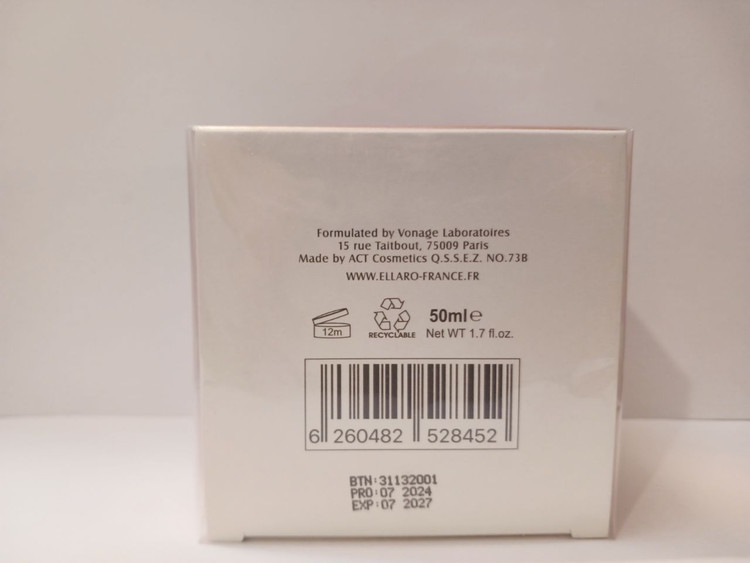 Formulated by Vonage Laboratoires
15 rue Taitbout, 75009 Paris
Made by ACT Cosmetics Q.S.S.E.Z. NO.73B
WWW.ELLARO-FRANCE.FR
12m
RECYCLABLE
50ml e
Net WT 1.7 fl.oz.
6 260482 528452
BTN:31132001
PRO:07 2024
EXP:07 2027